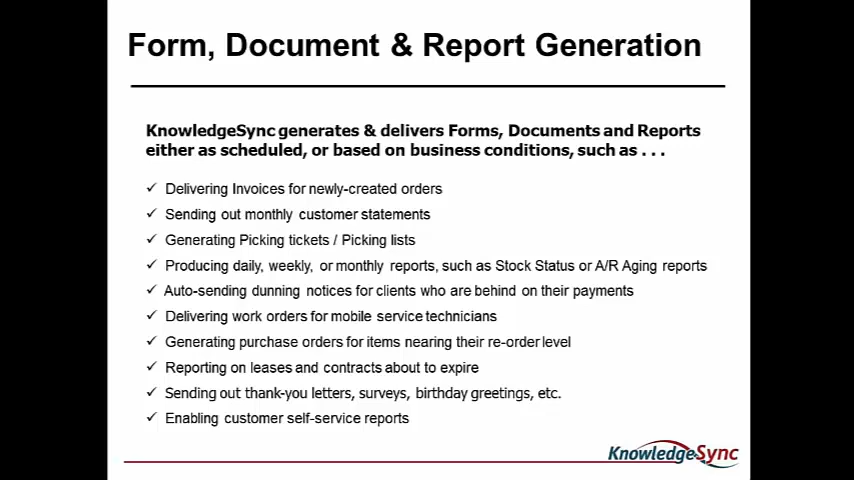 Form, Document & Report Generation
KnowledgeSync generates & delivers Forms, Documents and Reports
either as scheduled, or based on business conditions, such as . . .
✓ Delivering Invoices for newly-created orders
✓ Sending out monthly customer statements
✓ Generating Picking tickets / Picking lists
✓ Producing daily, weekly, or monthly reports, such as Stock Status or A/R Aging reports
✓ Auto-sending dunning notices for clients who are behind on their payments
✓ Delivering work orders for mobile service technicians
✓ Generating purchase orders for items nearing their re-order level
✓ Reporting on leases and contracts about to expire
✓ Sending out thank-you letters, surveys, birthday greetings, etc.
✓ Enabling customer self-service reports
KnowledgeSync